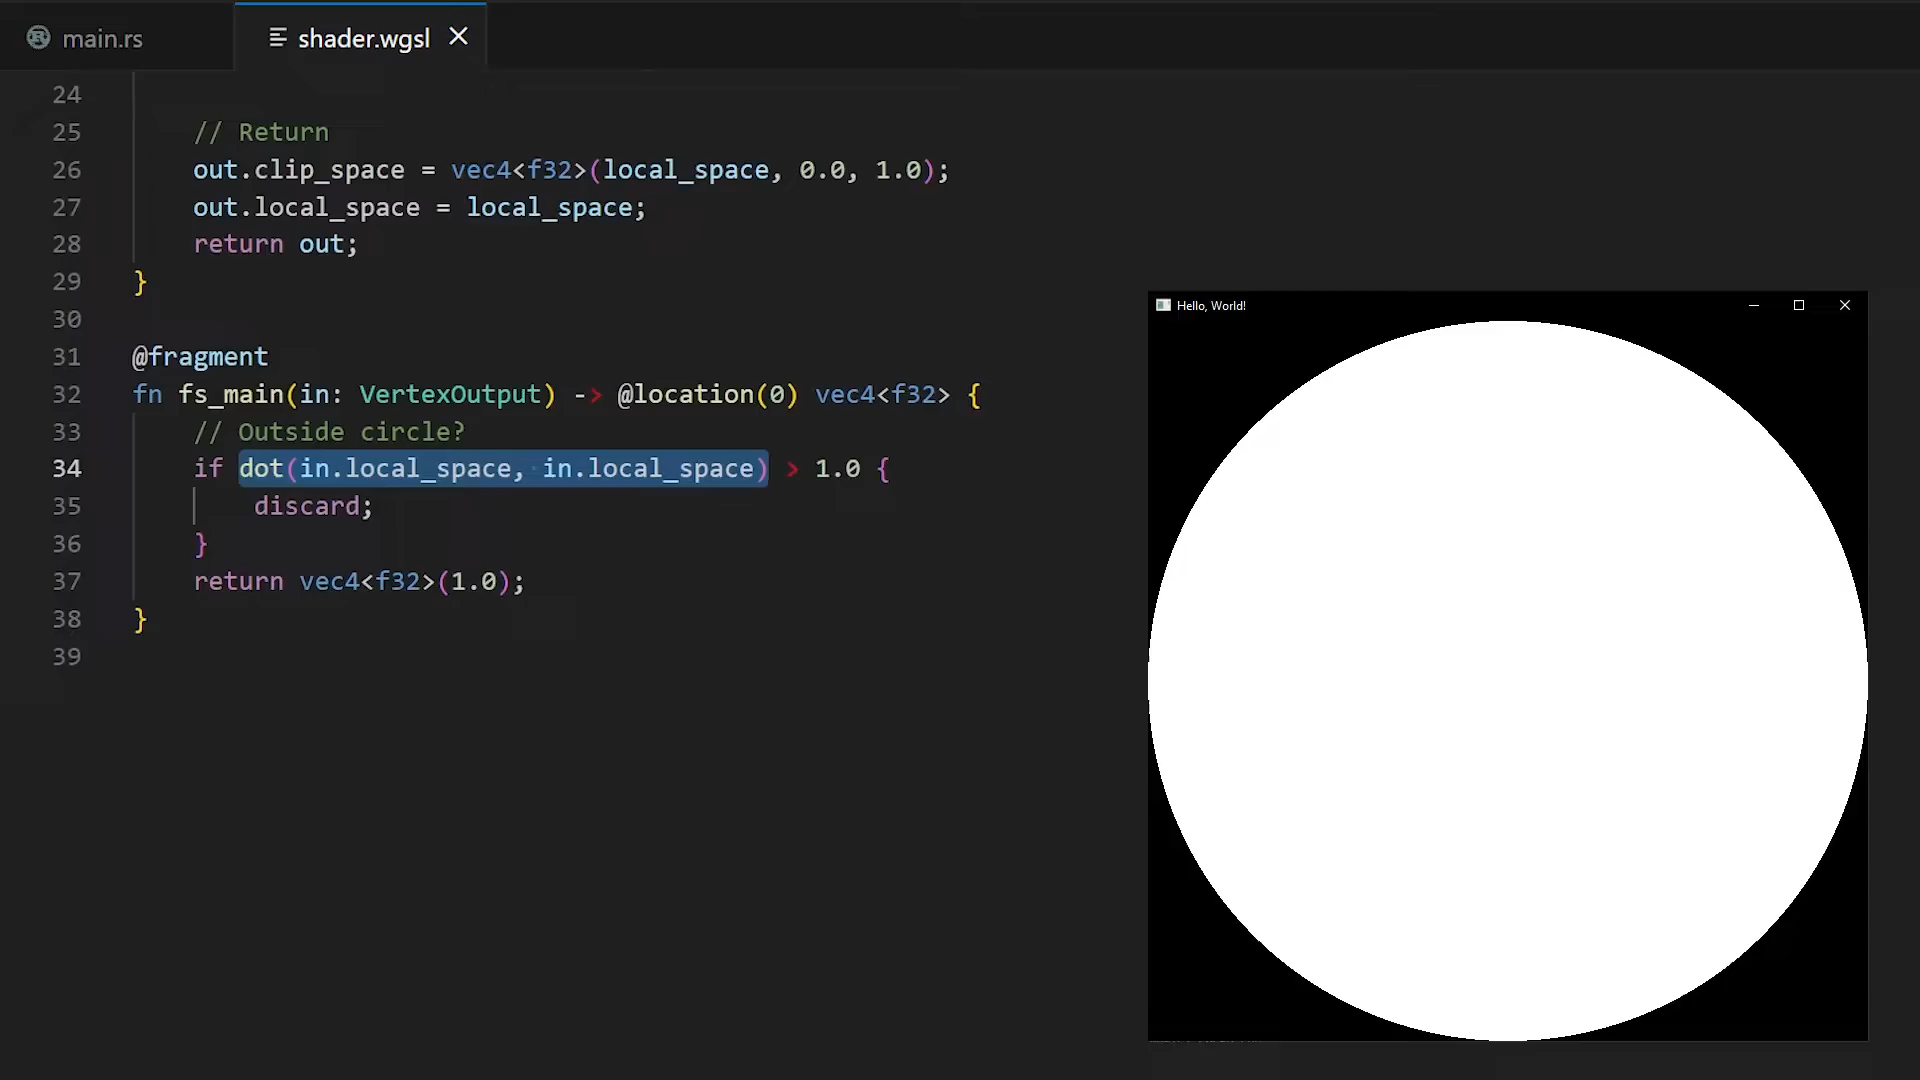 main.rs
shader.wgsl
24
25 // Return
26 out.clip_space = vec4<f32>(local_space, 0.0, 1.0);
27 out.local_space = local_space;
28 return out;
29 }
30
31 @fragment
32 fn fs_main(in: VertexOutput) -> @location(0) vec4<f32> {
33 // Outside circle?
34 if dot(in.local_space, in.local_space) > 1.0 {
35 discard;
36 }
37 return vec4<f32>(1.0);
38 }
39
Hello, World!